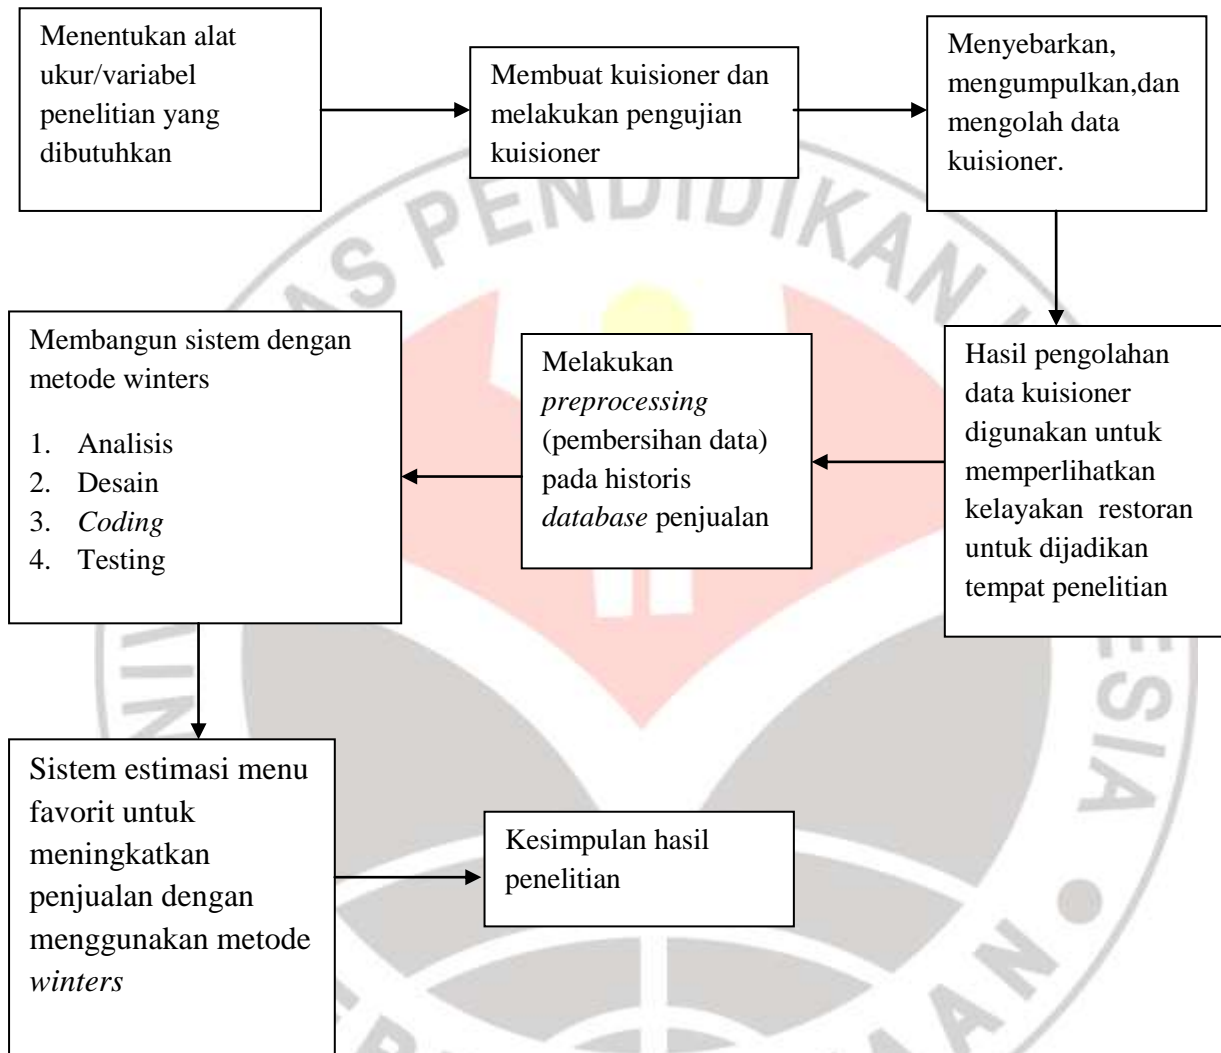 Menentukan alat
ukur/variabel
penelitian yang
dibutuhkan
Membuat kuisioner dan
melakukan pengujian
kuisioner
Menyebarkan,
mengumpulkan,dan
mengolah data
kuisioner.
Hasil pengolahan
data kuisioner
digunakan untuk
memperlihatkan
kelayakan restoran
untuk dijadikan
tempat penelitian
Melakukan
preprocessing
(pembersihan data)
pada historis
database penjualan
Membangun sistem dengan
metode winters
1. Analisis
2. Desain
3. Coding
4. Testing
Sistem estimasi menu
favorit untuk
meningkatkan
penjualan dengan
menggunakan metode
winters
Kesimpulan hasil
penelitian
PENDIDIKAN